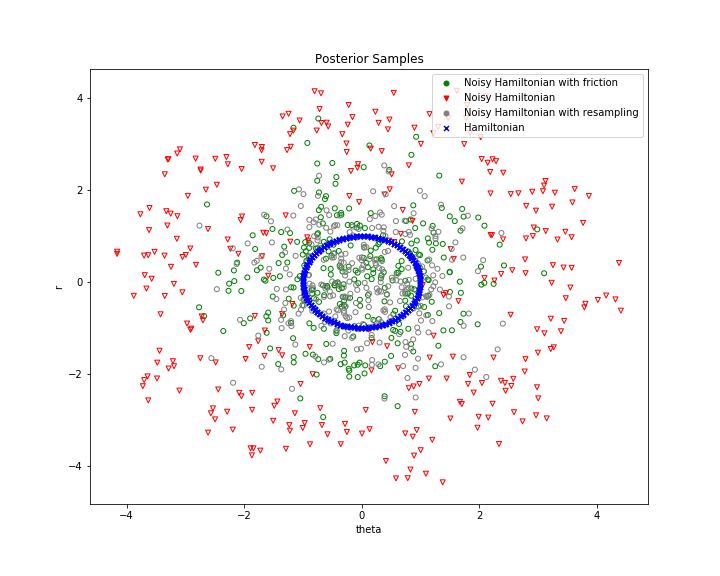 Posterior Samples
Noisy Hamiltonian with friction
Noisy Hamiltonian
Noisy Hamiltonian with resampling
Hamiltonian
4
2
0
−2
−4
r
−4 −2 0 2 4
theta